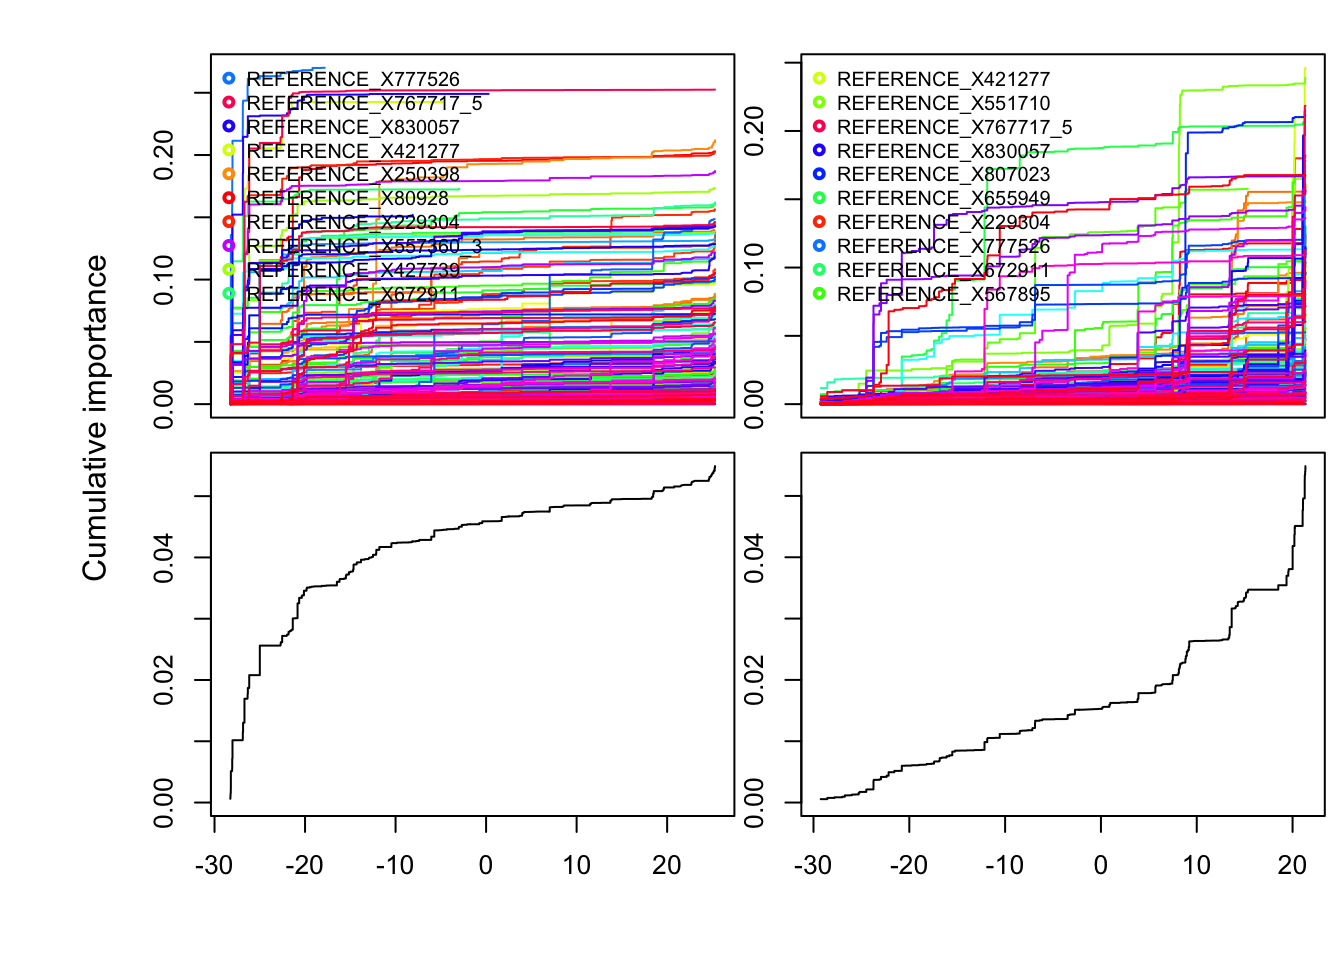 REFERENCE_X777526
REFERENCE_X767717_5
REFERENCE_X830057
REFERENCE_X421277
REFERENCE_X250398
REFERENCE_X80928
REFERENCE_X229304
REFERENCE_X557360_3
REFERENCE_X427739
REFERENCE_X672911
0.00
0.10
0.20
REFERENCE_X421277
REFERENCE_X551710
REFERENCE_X767717_5
REFERENCE_X830057
REFERENCE_X807023
REFERENCE_X655949
REFERENCE_X229304
REFERENCE_X777526
REFERENCE_X672911
REFERENCE_X567895
0.00
0.10
0.20
Cumulative importance
0.00
0.02
0.04
-30 -20 -10 0 10 20
0.00
0.02
0.04
-30 -20 -10 0 10 20